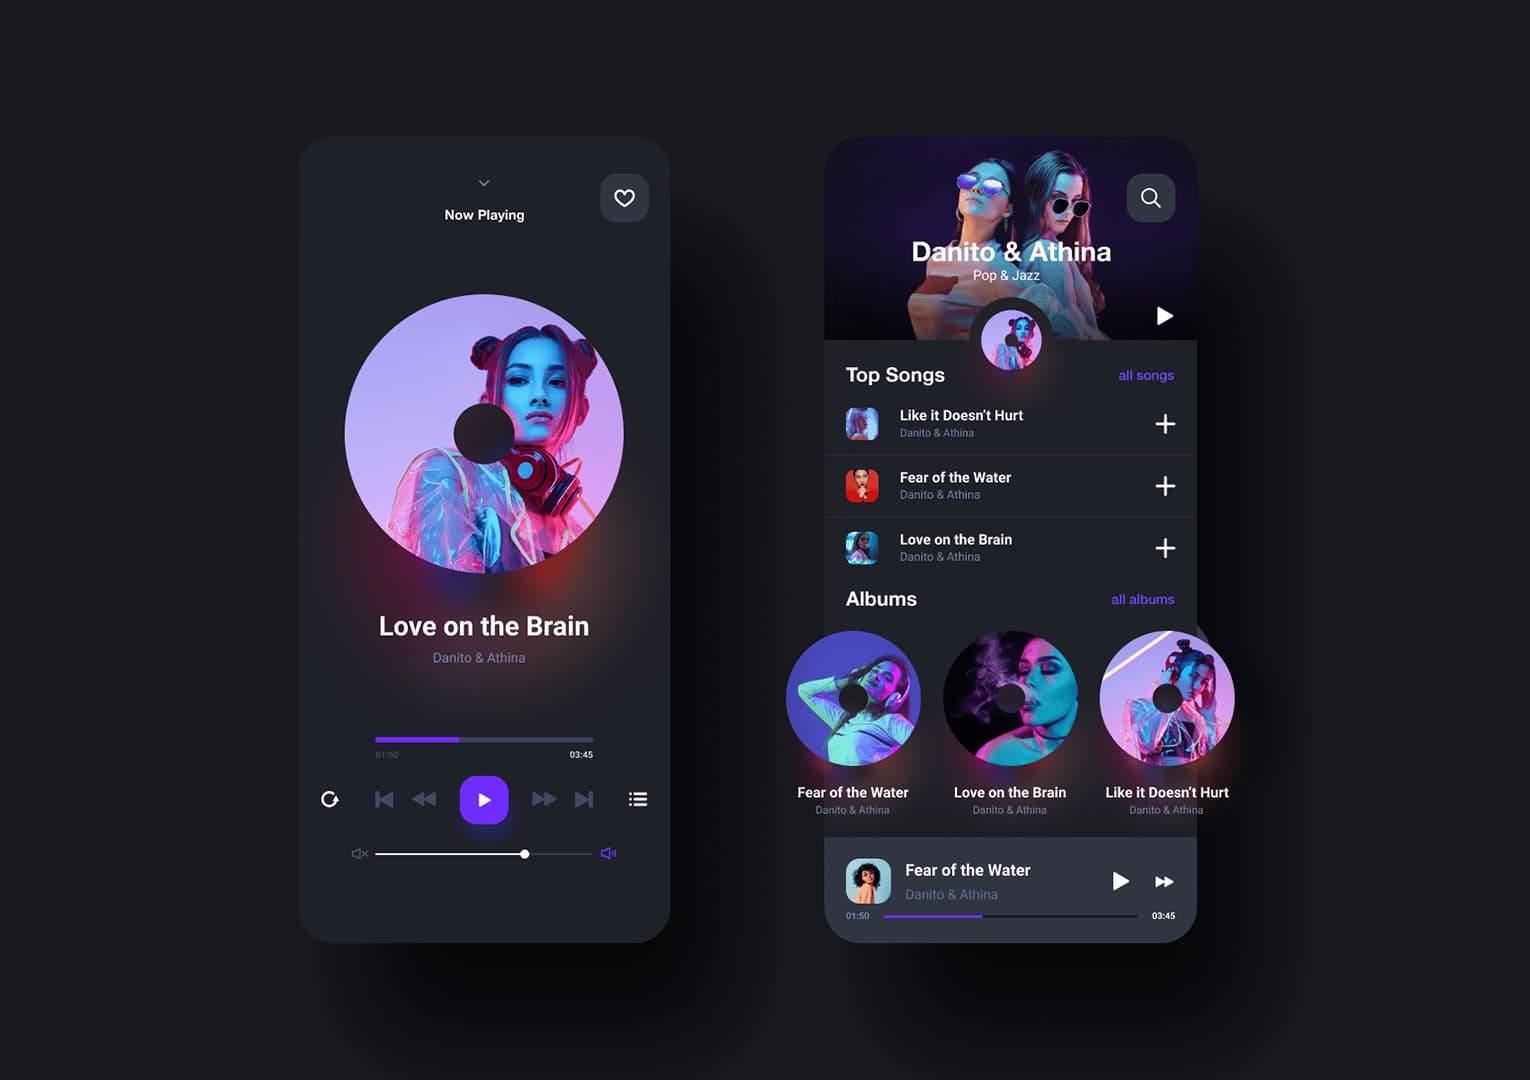 Now Playing
Love on the Brain
Danito & Athina
01:50
03:45
Danito & Athina
Pop & Jazz
Top Songs
all songs
Like it Doesn’t Hurt
Danito & Athina
Fear of the Water
Danito & Athina
Love on the Brain
Danito & Athina
Albums
all albums
Fear of the Water
Danito & Athina
Love on the Brain
Danito & Athina
Like it Doesn’t Hurt
Danito & Athina
Fear of the Water
Danito & Athina
01:50
03:45